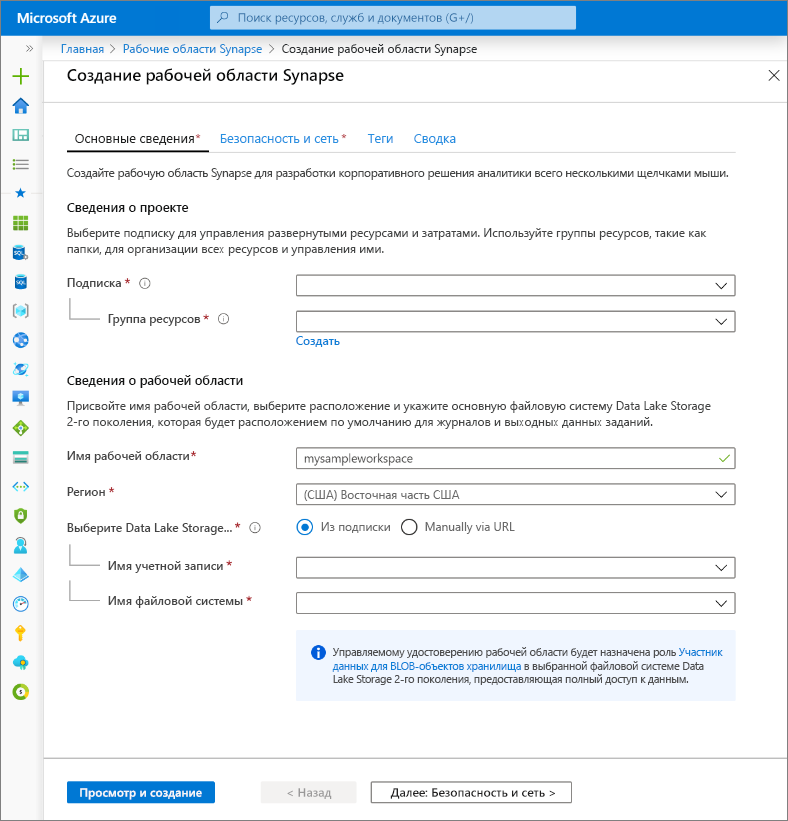 Microsoft Azure
Поиск ресурсов, служб и документов (G+/)
» Главная > Рабочие области Synapse > Создание рабочей области Synapse
Создание рабочей области Synapse
Основные сведения* Безопасность и сеть* Теги Сводка
Создайте рабочую область Synapse для разработки корпоративного решения аналитики всего несколькими щелчками мыши.
Сведения о проекте
Выберите подписку для управления развернутыми ресурсами и затратами. Используйте группы ресурсов, такие как
папки, для организации всех ресурсов и управления ими.
Подписка *
Группа ресурсов *
Создать
Сведения о рабочей области
Присвойте имя рабочей области, выберите расположение и укажите основную файловую систему Data Lake Storage
2-го поколения, которая будет расположением по умолчанию для журналов и выходных данных заданий.
Имя рабочей области* mysampleworkspace
Регион * (США) Восточная часть США
Выберите Data Lake Storage... * Из подписки Manually via URL
Имя учетной записи *
Имя файловой системы *
Управляемому удостоверению рабочей области будет назначена роль Участник
данных для BLOB-объектов хранилища в выбранной файловой системе Data
Lake Storage 2-го поколения, предоставляющая полный доступ к данным.
Просмотр и создание < Назад Далее: Безопасность и сеть >